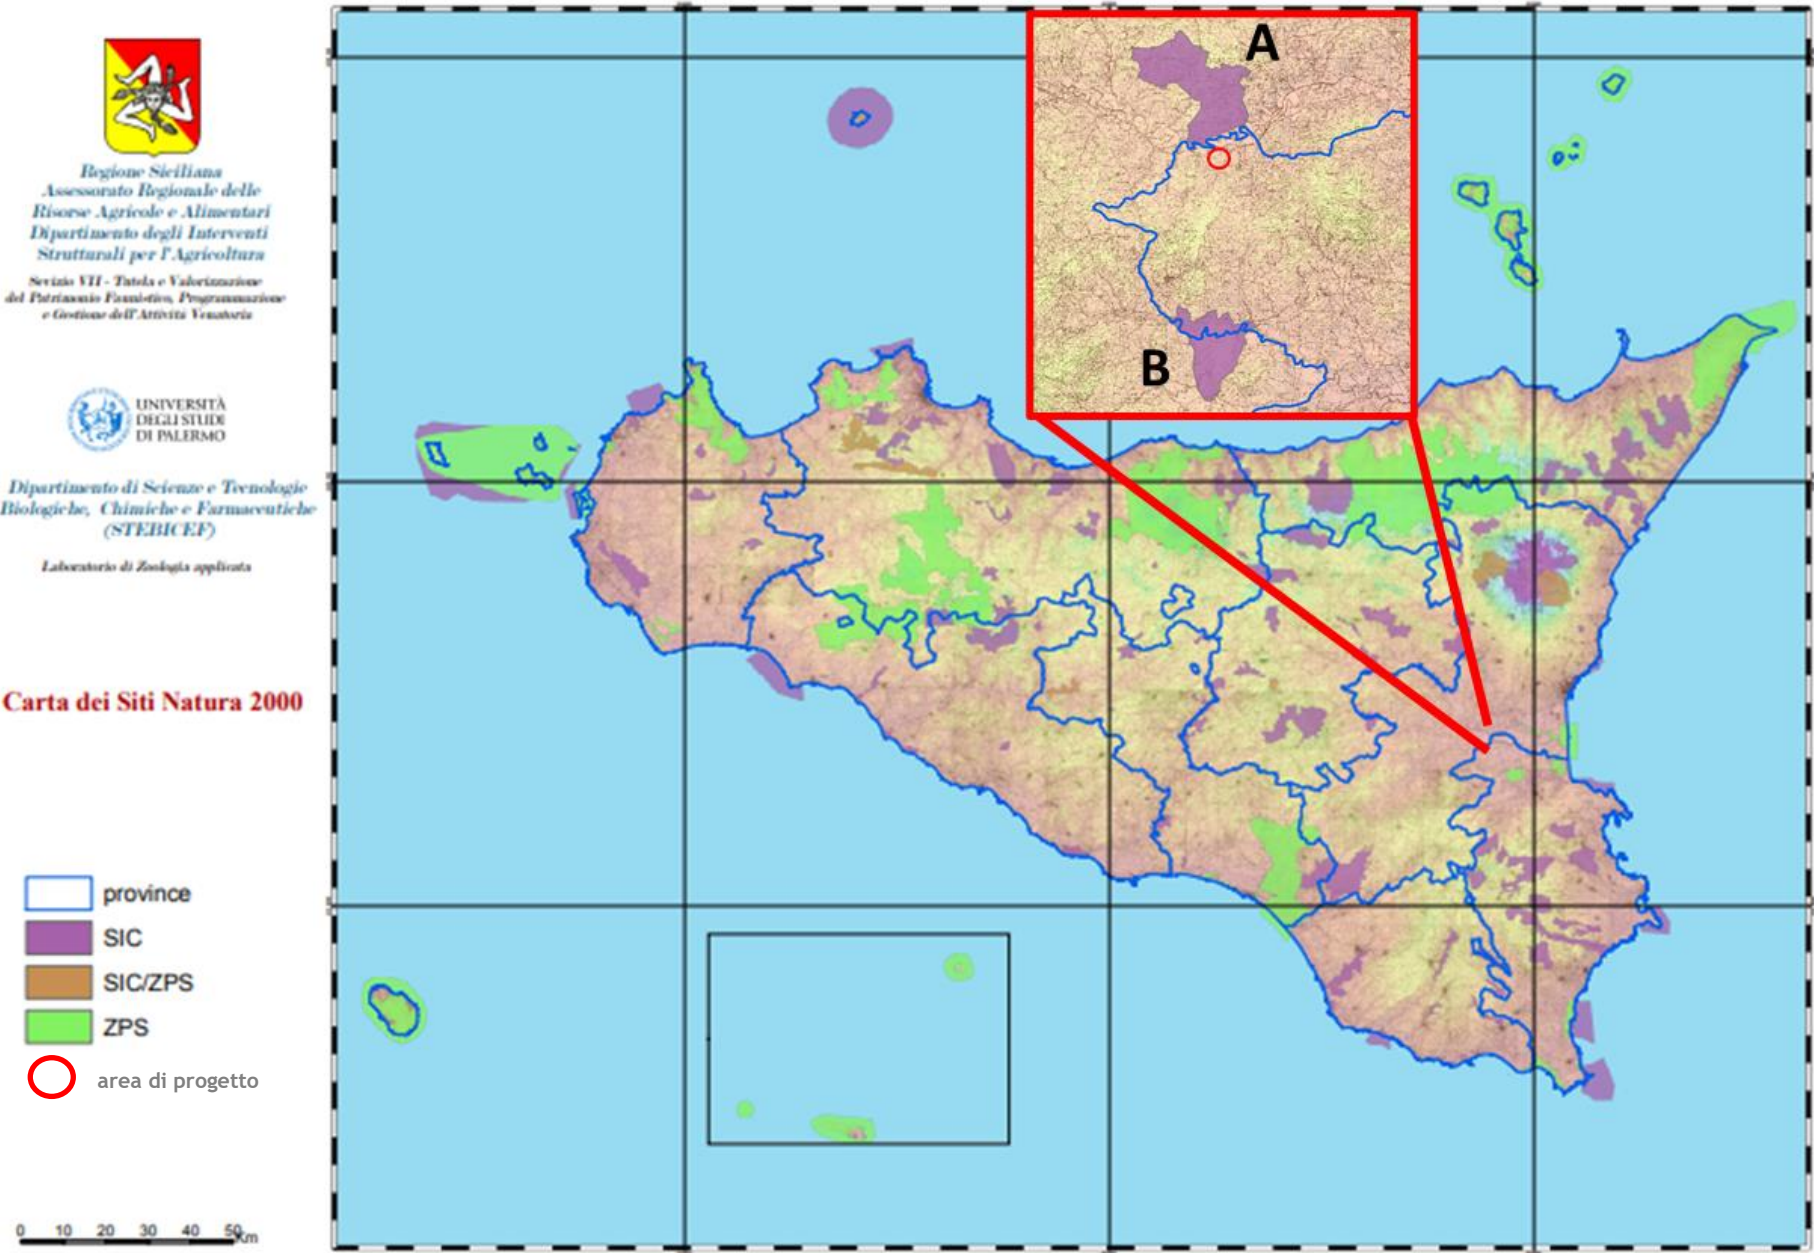 Regione Siciliana
Assessorato Regionale delle
Risorse Agricole e Alimentari
Dipartimento degli Interventi
Strutturali per l'Agricoltura
Sevizio VII - Tutela e Valorizzazione
del Patrimonio Faunistico, Programmazione
e Gestione dell'Attività Venatoria
UNIVERSITÀ
DEGLI STUDI
DI PALERMO
Dipartimento di Scienze e Tecnologie
Biologiche, Chimiche e Farmaceutiche
(STEBICEF)
Laboratorio di Zoologia applicata
Carta dei Siti Natura 2000
province
SIC
SIC/ZPS
ZPS
area di progetto
0 10 20 30 40 50 Km
A
B